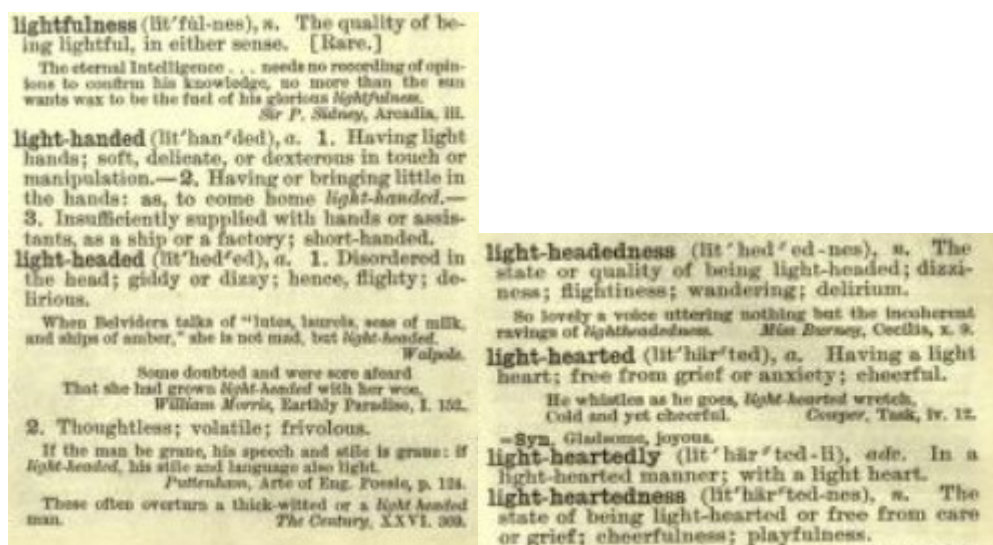 lightfulness (līt′fụl-nes), n. The quality of be-
ing lightful, in either sense. [Rare.]
The eternal Intelligence . . . needs no recording of opin-
ions to confirm his knowledge, no more than the sun
wants wax to be the fuel of his glorious lightfulness.
Sir P. Sidney, Arcadia, iii.
light-handed (līt′han″ded), a. 1. Having light
hands; soft, delicate, or dexterous in touch or
manipulation.—2. Having or bringing little in
the hands: as, to come home light-handed.—
3. Insufficiently supplied with hands or assis-
tants, as a ship or a factory; short-handed.
light-headed (līt′hed″ed), a. 1. Disordered in
the head; giddy or dizzy; hence, flighty; de-
lirious.
When Belvidera talks of "lutes, laurels, seas of milk,
and ships of amber," she is not mad, but light-headed.
Walpole.
Some doubted and were sore afeard
That she had grown light-headed with her woe.
William Morris, Earthly Paradise, I. 152.
2. Thoughtless; volatile; frivolous.
If the man be graue, his speech and stile is graue: if
light-headed, his stile and language also light.
Puttenham, Arte of Eng. Poesie, p. 124.
These often overturn a thick-witted or a light-headed
man. The Century, XXVI. 309.
light-headedness (līt′hed″ed-nes), n. The
state or quality of being light-headed; dizzi-
ness; flightiness; wandering; delirium.
So lovely a voice uttering nothing but the incoherent
ravings of lightheadedness. Miss Burney, Cecilia, x. 9.
light-hearted (līt′här″ted), a. Having a light
heart; free from grief or anxiety; cheerful.
He whistles as he goes, light-hearted wretch,
Cold and yet cheerful. Cowper, Task, iv. 12.
=Syn. Gladsome, joyous.
light-heartedly (līt′här″ted-li), adv. In a
light-hearted manner; with a light heart.
light-heartedness (līt′här″ted-nes), n. The
state of being light-hearted or free from care
or grief; cheerfulness; playfulness.